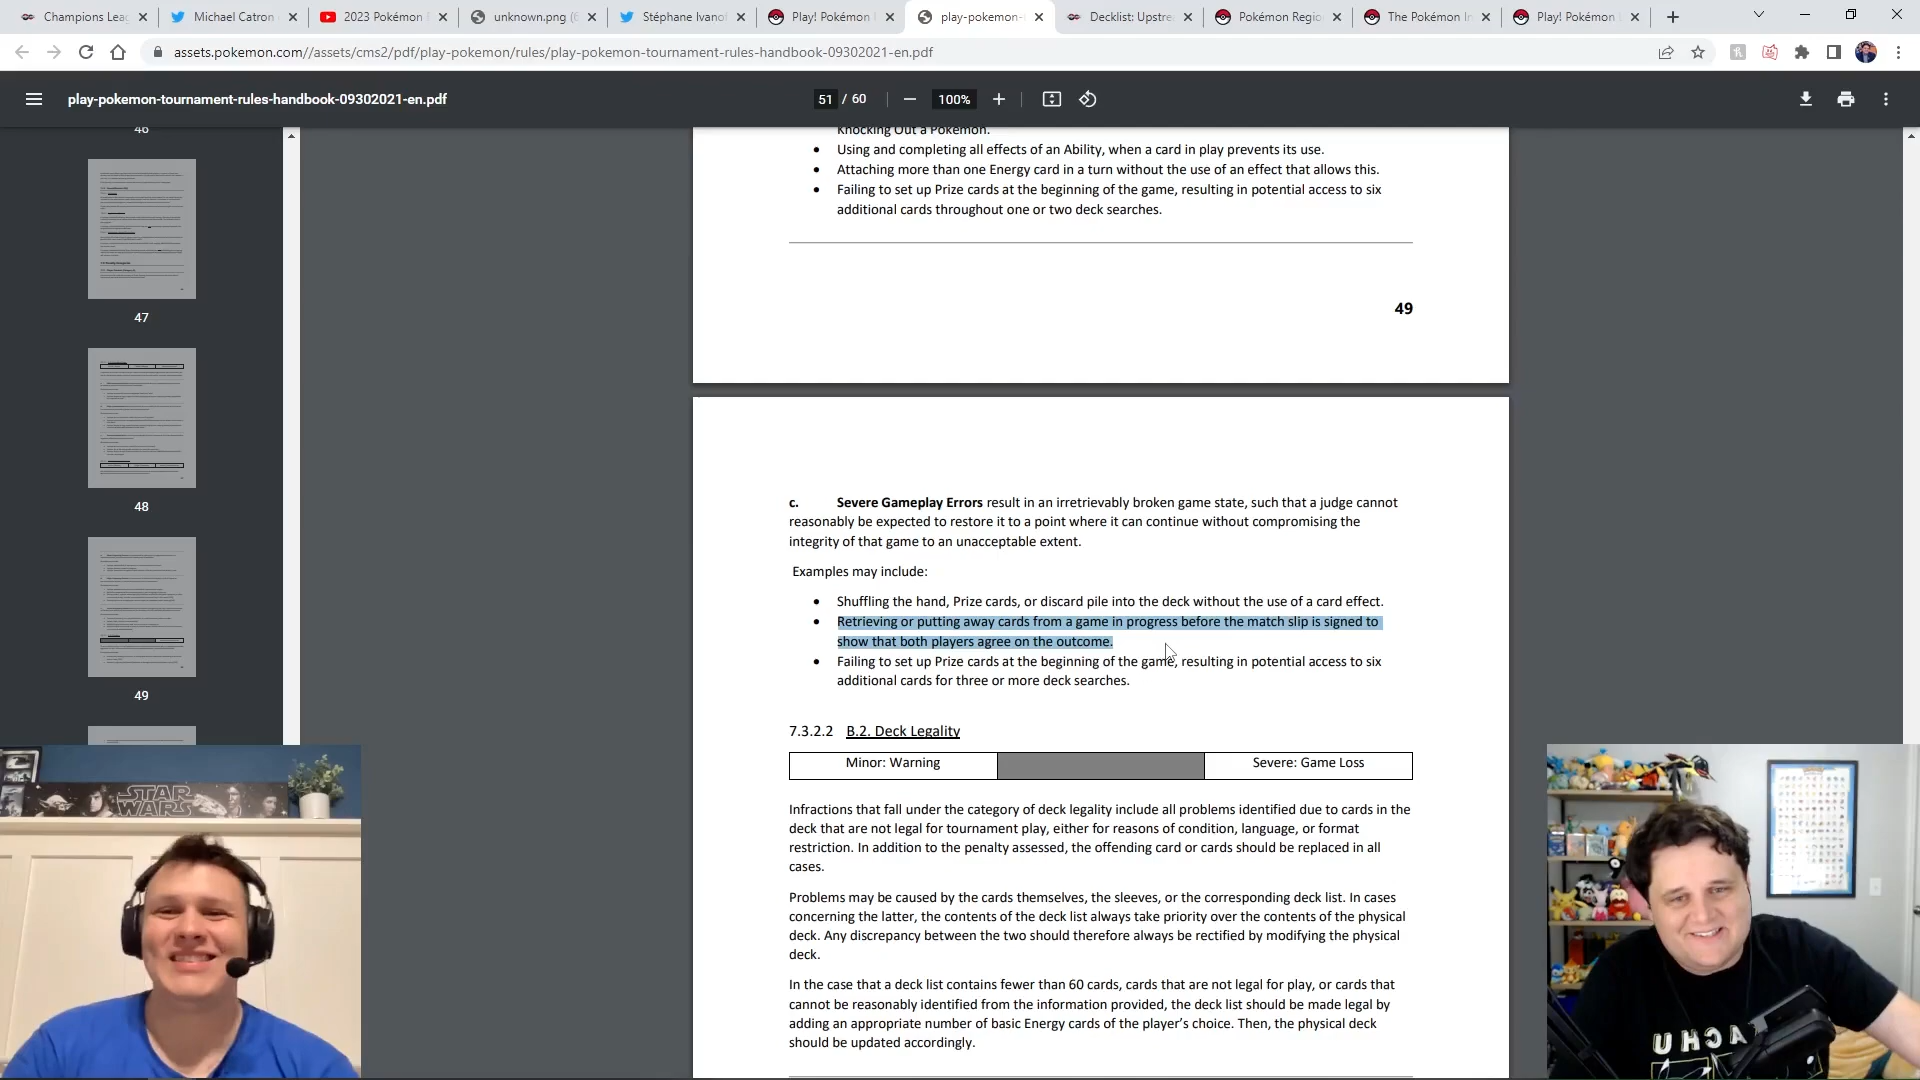 Champions Lea
Michael Catron
2023 Pokémon
unknown.png (6
Stéphane Ivanof
Play! Pokémon
play-pokemon-
Decklist: Upstre
Pokémon Regio
The Pokémon In
Play! Pokémon
assets.pokemon.com//assets/cms2/pdf/play-pokemon/rules/play-pokemon-tournament-rules-handbook-09302021-en.pdf
play-pokemon-tournament-rules-handbook-09302021-en.pdf
51 / 60
100%
46
47
48
49
Knocking Out a Pokémon.
• Using and completing all effects of an Ability, when a card in play prevents its use.
• Attaching more than one Energy card in a turn without the use of an effect that allows this.
• Failing to set up Prize cards at the beginning of the game, resulting in potential access to six
additional cards throughout one or two deck searches.
49
c. Severe Gameplay Errors result in an irretrievably broken game state, such that a judge cannot
reasonably be expected to restore it to a point where it can continue without compromising the
integrity of that game to an unacceptable extent.
Examples may include:
• Shuffling the hand, Prize cards, or discard pile into the deck without the use of a card effect.
• Retrieving or putting away cards from a game in progress before the match slip is signed to
show that both players agree on the outcome.
• Failing to set up Prize cards at the beginning of the game, resulting in potential access to six
additional cards for three or more deck searches.
7.3.2.2 B.2. Deck Legality
Minor: Warning
Severe: Game Loss
Infractions that fall under the category of deck legality include all problems identified due to cards in the
deck that are not legal for tournament play, either for reasons of condition, language, or format
restriction. In addition to the penalty assessed, the offending card or cards should be replaced in all
cases.
Problems may be caused by the cards themselves, the sleeves, or the corresponding deck list. In cases
concerning the latter, the contents of the deck list always take priority over the contents of the physical
deck. Any discrepancy between the two should therefore always be rectified by modifying the physical
deck.
In the case that a deck list contains fewer than 60 cards, cards that are not legal for play, or cards that
cannot be reasonably identified from the information provided, the deck list should be made legal by
adding an appropriate number of basic Energy cards of the player's choice. Then, the physical deck
should be updated accordingly.
STAR
WARS